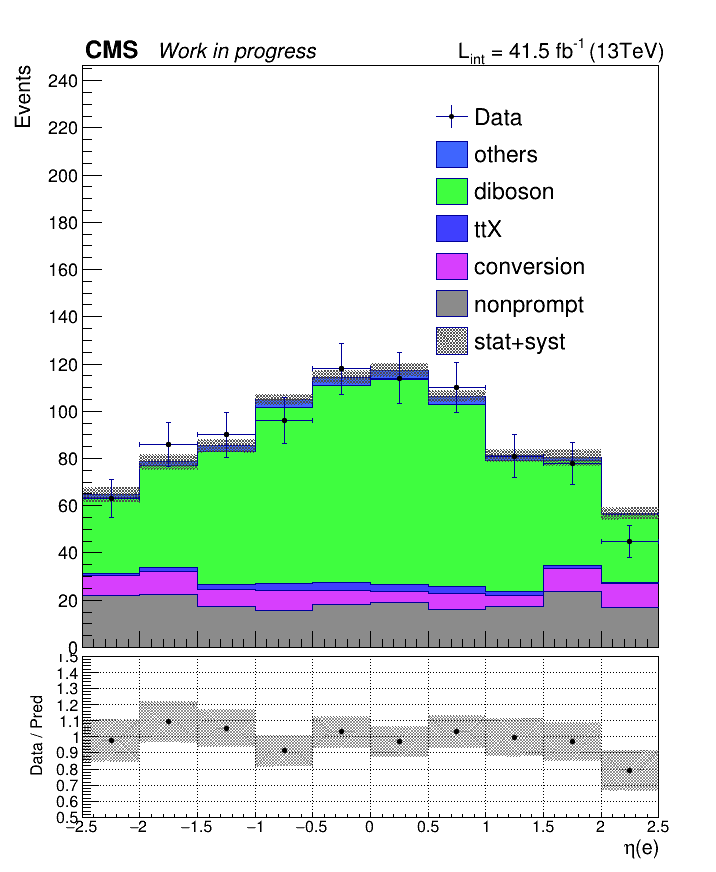 CMS Work in progress L_int = 41.5 fb^-1 (13TeV)
Events
240
220
200
180
160
140
120
100
80
60
40
20
0
Data
others
diboson
ttX
conversion
nonprompt
stat+syst
Data / Pred
1.5
1.4
1.3
1.2
1.1
1
0.9
0.8
0.7
0.6
0.5
−2.5 −2 −1.5 −1 −0.5 0 0.5 1 1.5 2 2.5
η(e)